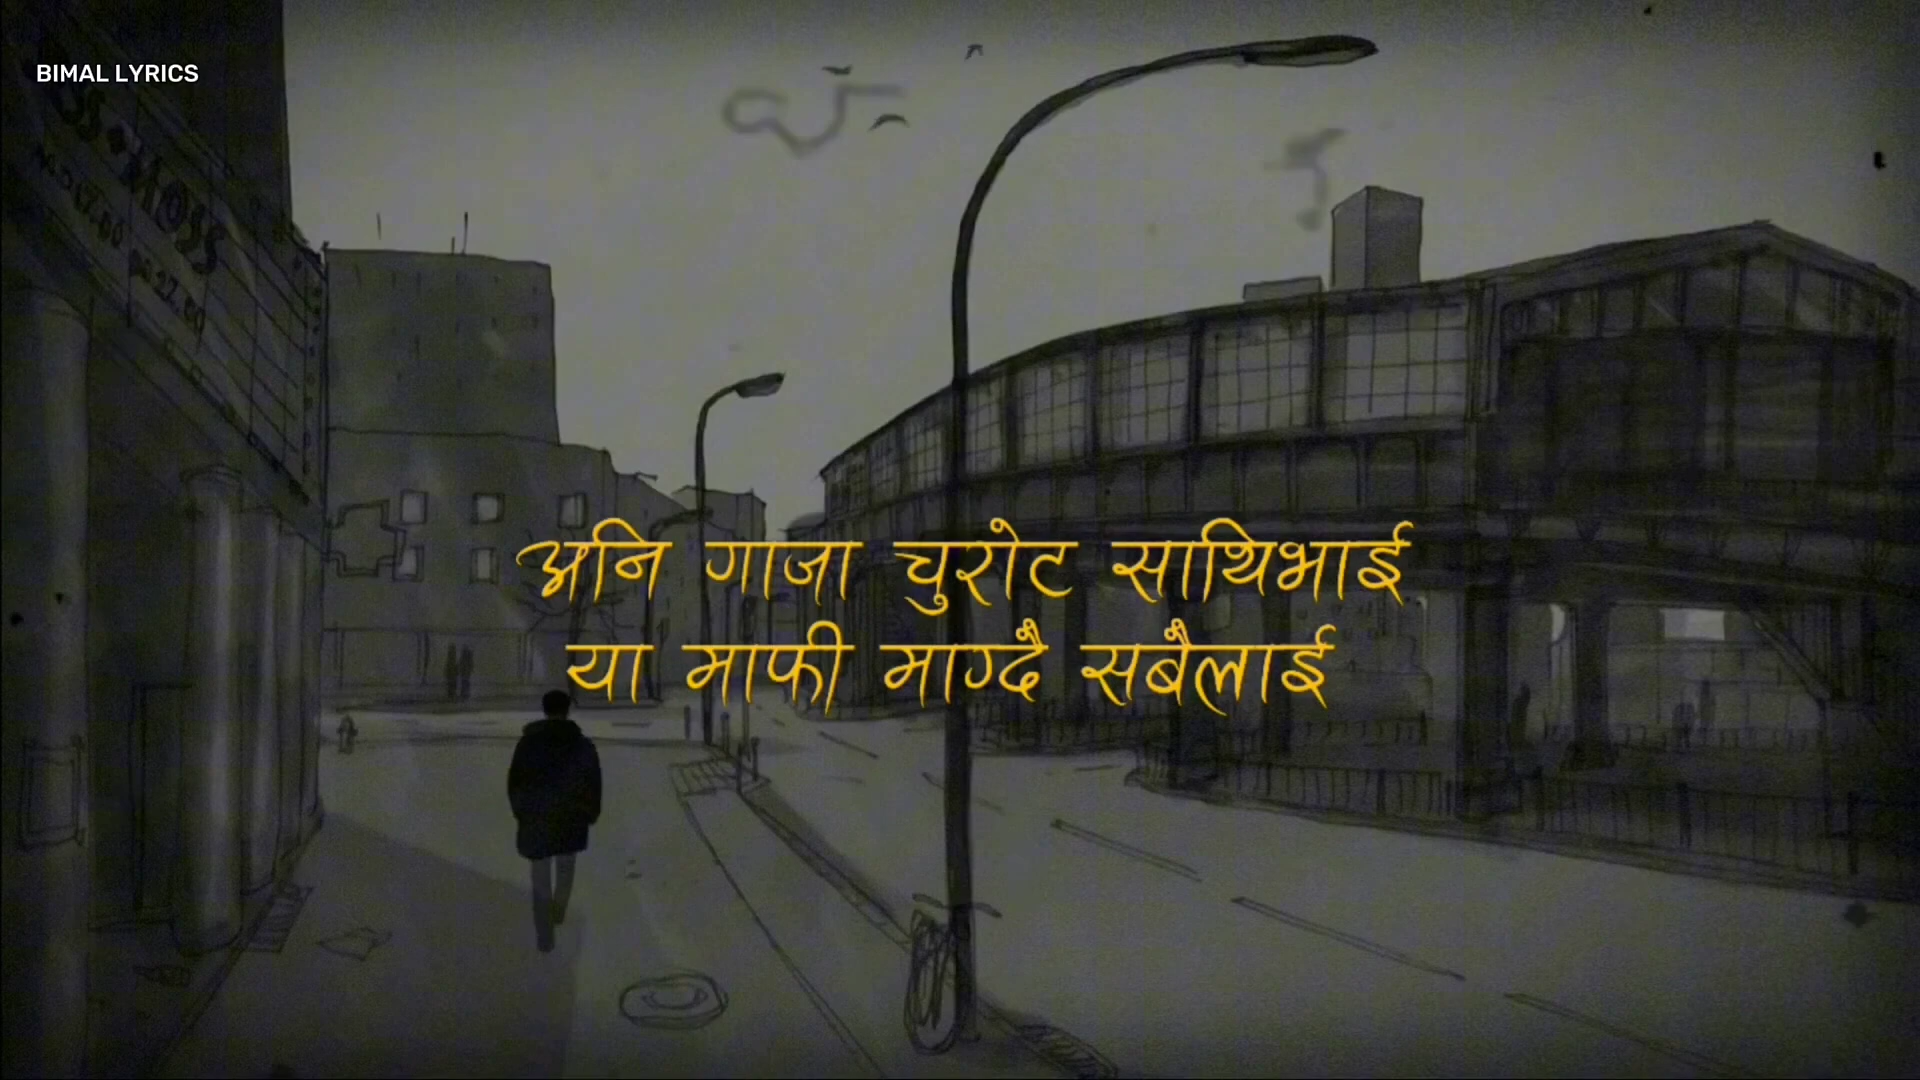 BIMAL LYRICS
अनि गाजा चुरोट साथिभाई
या माफी माग्दै सबैलाई